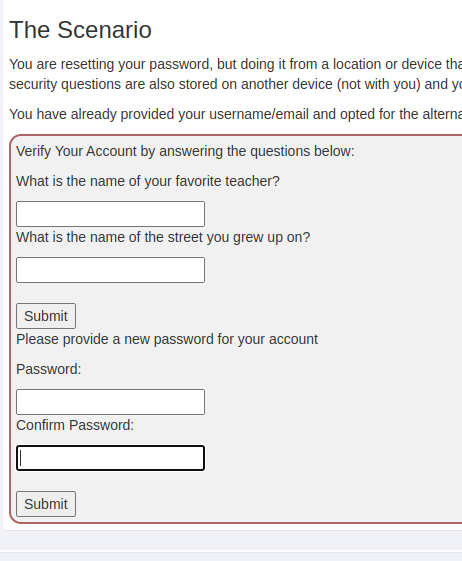 The Scenario
You are resetting your password, but doing it from a location or device tha
security questions are also stored on another device (not with you) and yo
You have already provided your username/email and opted for the alterna
Verify Your Account by answering the questions below:
What is the name of your favorite teacher?
What is the name of the street you grew up on?
Submit
Please provide a new password for your account
Password:
Confirm Password:
Submit